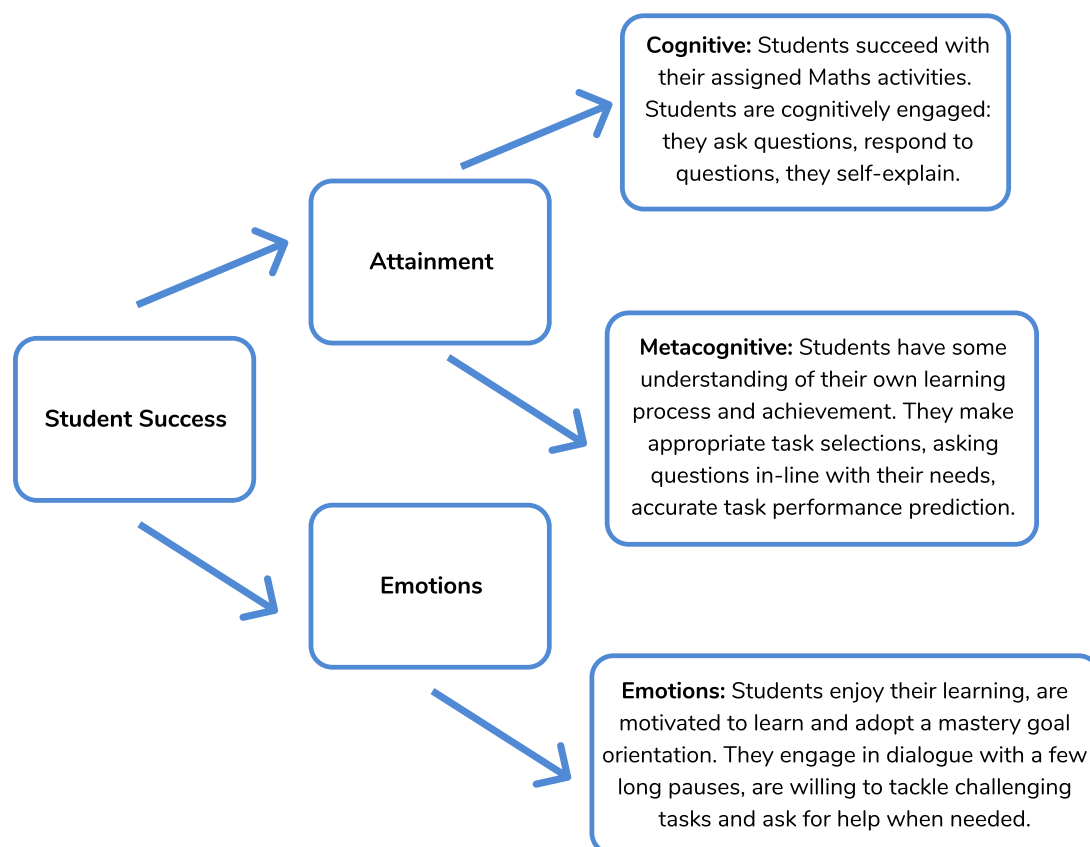 Cognitive: Students succeed with
their assigned Maths activities.
Students are cognitively engaged:
they ask questions, respond to
questions, they self-explain.
Attainment
Student Success
Metacognitive: Students have some
understanding of their own learning
process and achievement. They make
appropriate task selections, asking
questions in-line with their needs,
accurate task performance prediction.
Emotions
Emotions: Students enjoy their learning, are
motivated to learn and adopt a mastery goal
orientation. They engage in dialogue with a few
long pauses, are willing to tackle challenging
tasks and ask for help when needed.